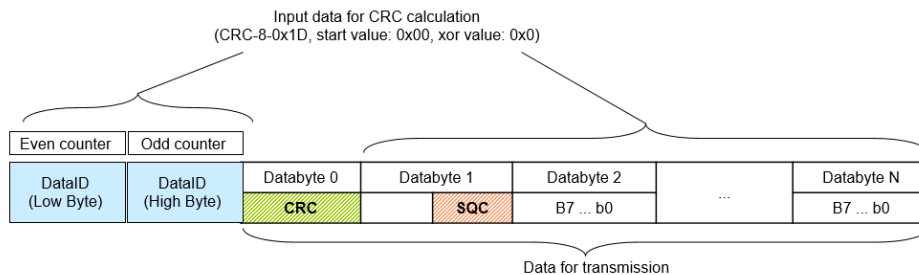 Input data for CRC calculation
(CRC-8-0x1D, start value: 0x00, xor value: 0x0)
Even counter
Odd counter
DataID
(Low Byte)
DataID
(High Byte)
Databyte 0
Databyte 1
Databyte 2
...
Databyte N
CRC
SQC
B7 ... b0
B7 ... b0
Data for transmission